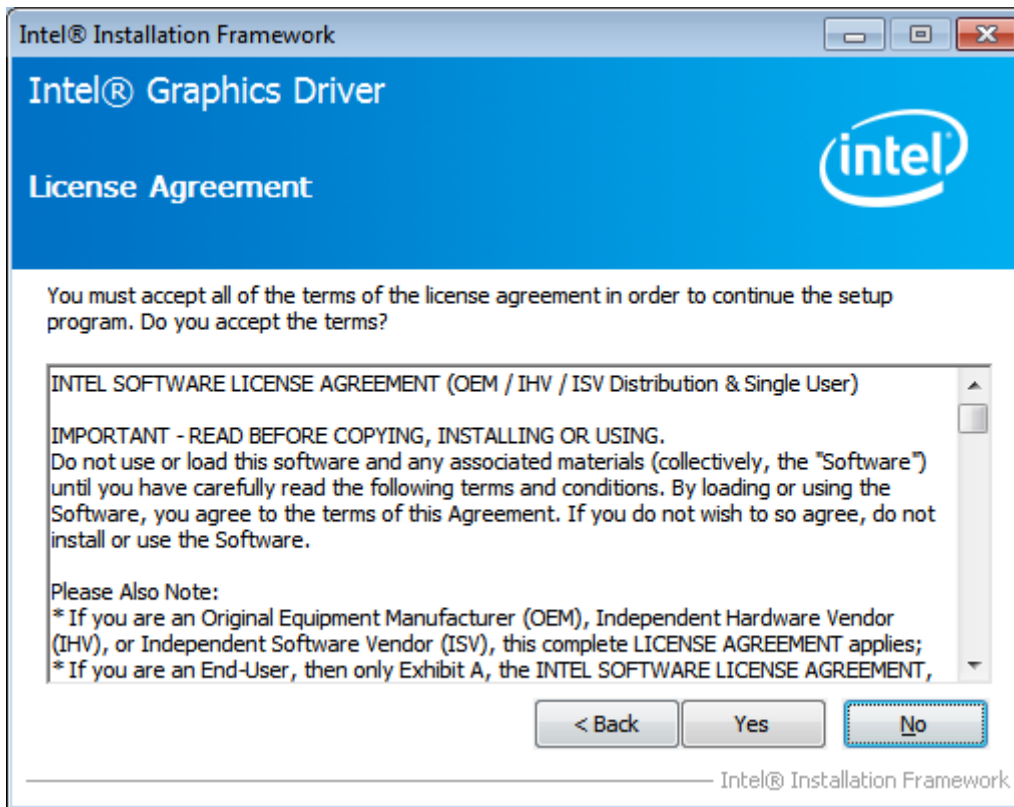 Intel® Installation Framework
Intel® Graphics Driver
intel
License Agreement
You must accept all of the terms of the license agreement in order to continue the setup
program. Do you accept the terms?
INTEL SOFTWARE LICENSE AGREEMENT (OEM / IHV / ISV Distribution & Single User)
IMPORTANT - READ BEFORE COPYING, INSTALLING OR USING.
Do not use or load this software and any associated materials (collectively, the "Software")
until you have carefully read the following terms and conditions. By loading or using the
Software, you agree to the terms of this Agreement. If you do not wish to so agree, do not
install or use the Software.
Please Also Note:
* If you are an Original Equipment Manufacturer (OEM), Independent Hardware Vendor
(IHV), or Independent Software Vendor (ISV), this complete LICENSE AGREEMENT applies;
* If you are an End-User, then only Exhibit A, the INTEL SOFTWARE LICENSE AGREEMENT,
< Back
Yes
No
Intel® Installation Framework